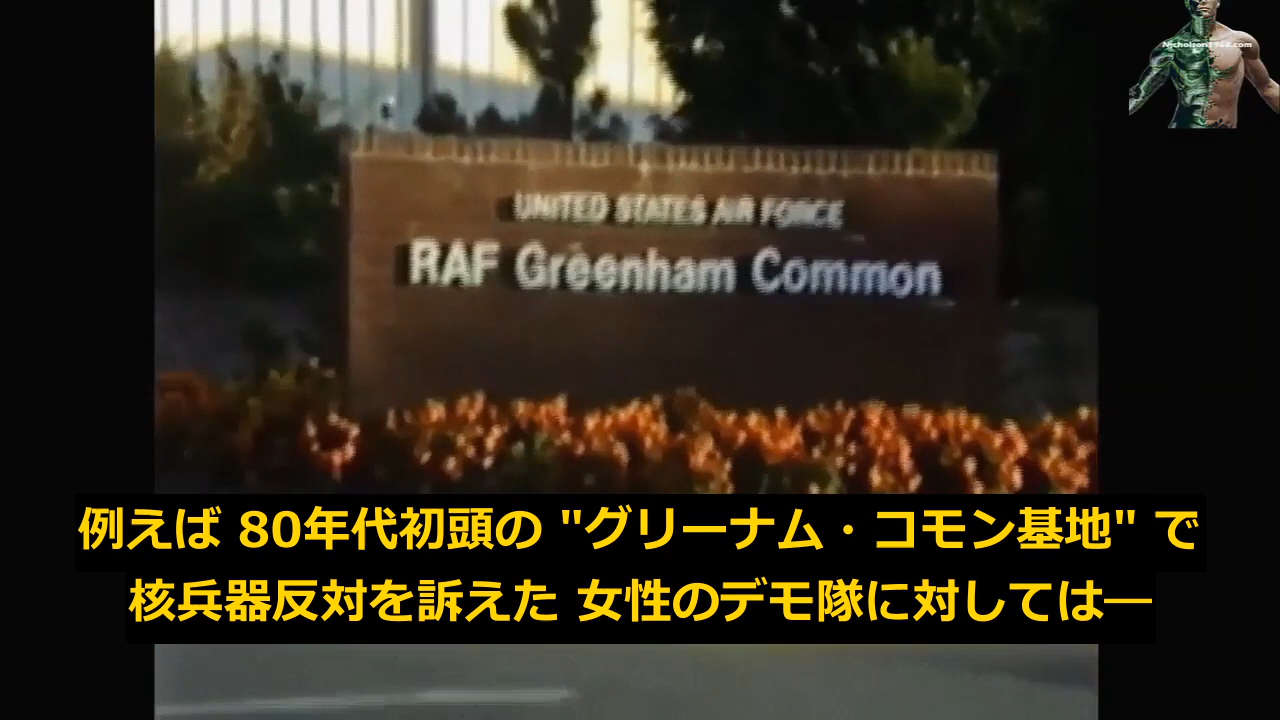 Nicholson1968.com
UNITED STATES AIR FORCE
RAF Greenham Common
例えば 80年代初頭の "グリーナム・コモン基地" で
核兵器反対を訴えた 女性のデモ隊に対しては―